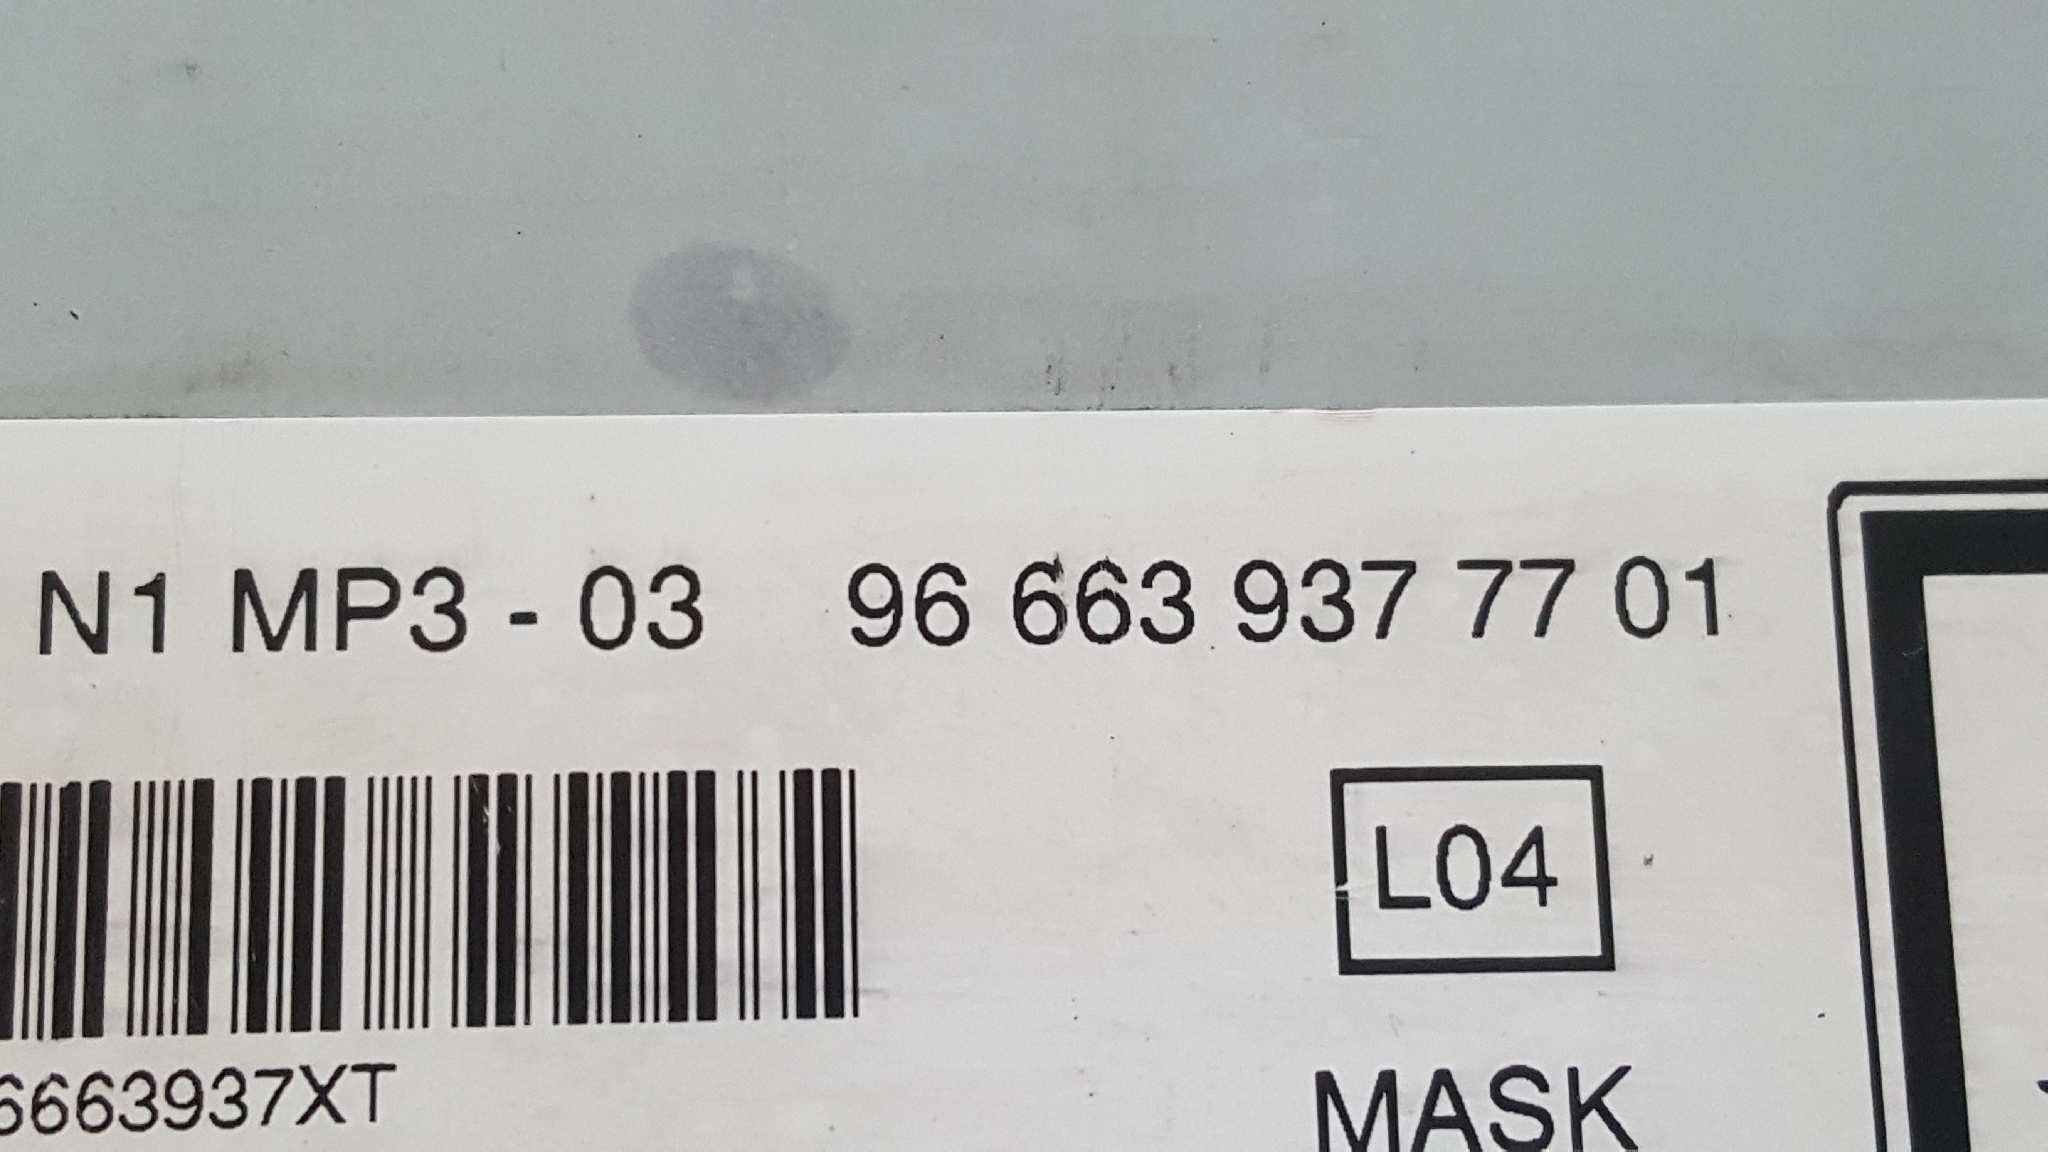 N1 MP3 - 03 96 663 937 77 01
L04
6663937XT
MASK